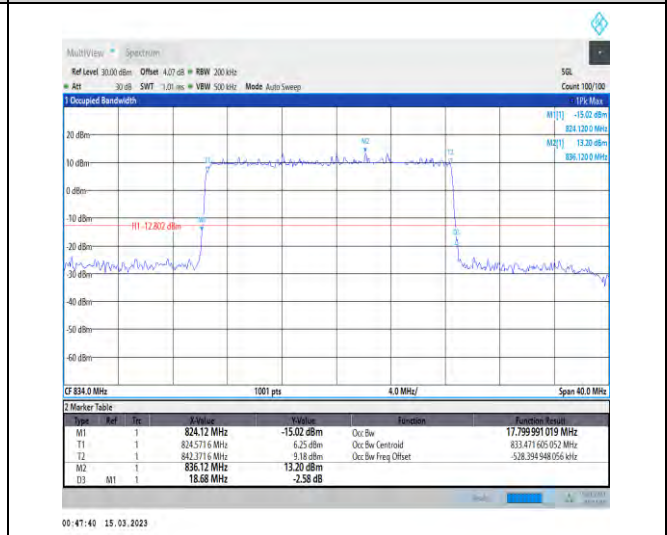 MultiView Spectrum
Ref Level 30.00 dBm Offset 4.07 dB RBW 200 kHz SGL
Att 30 dB SWT 1.01 ms VBW 500 kHz Mode Auto Sweep Count 100/100
1 Occupied Bandwidth 1Pk Max
M1[1] -15.02 dBm
824.120 0 MHz
M2[1] 13.20 dBm
836.120 0 MHz
20 dBm
M2
T2
T1
10 dBm
0 dBm
-10 dBm
H1 -12.802 dBm
-20 dBm
-30 dBm
-40 dBm
-50 dBm
-60 dBm
CF 834.0 MHz 1001 pts 4.0 MHz/ Span 40.0 MHz
2 Marker Table
Type Ref Trc X-Value Y-Value Function Function Result
M1 1 824.12 MHz -15.02 dBm Occ Bw 17.799 991 019 MHz
T1 1 824.5716 MHz 6.25 dBm Occ Bw Centroid 833.471 605 052 MHz
T2 1 842.3716 MHz 9.18 dBm Occ Bw Freq Offset -528.394 948 056 kHz
M2 1 836.12 MHz 13.20 dBm
D3 M1 1 18.68 MHz -2.58 dB
00:47:40 15.03.2023